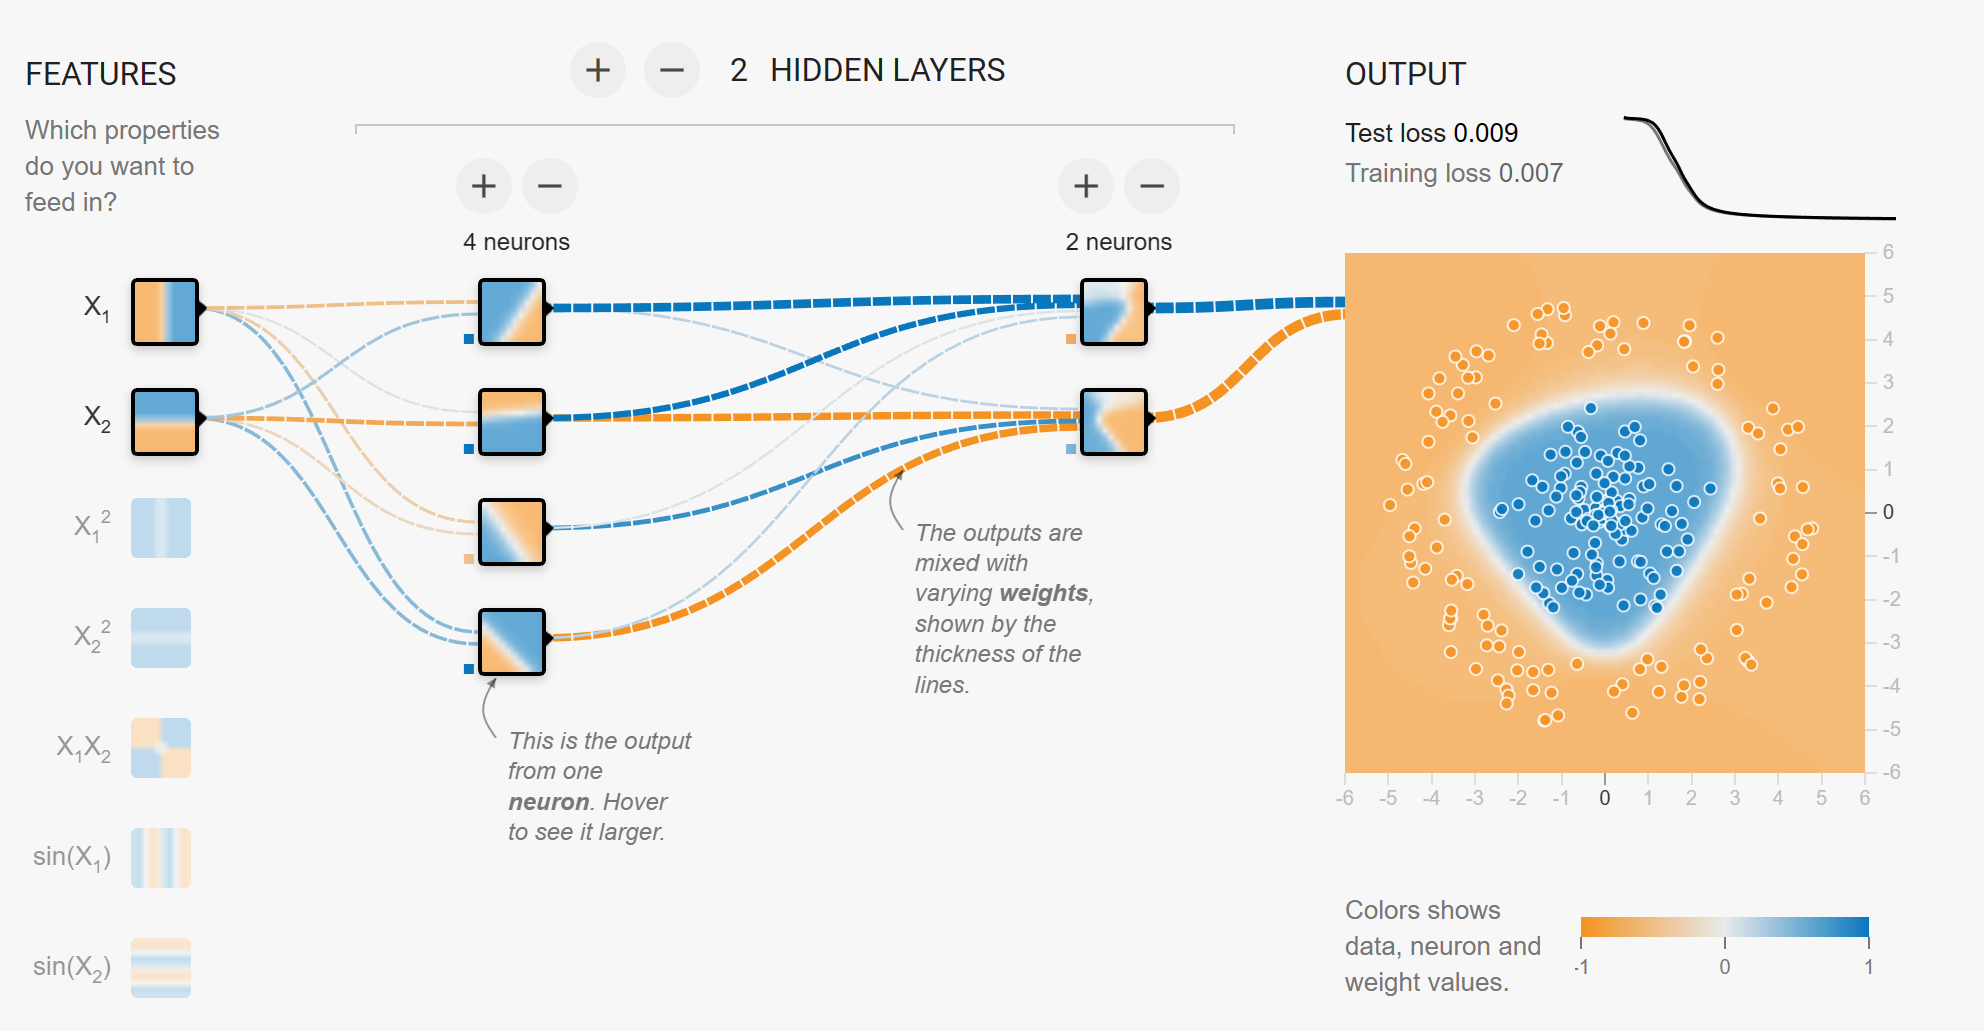 FEATURES
Which properties
do you want to
feed in?
X1
X2
X1²
X2²
X1X2
sin(X1)
sin(X2)
+ − 2 HIDDEN LAYERS
+ −
4 neurons
+ −
2 neurons
This is the output
from one
neuron. Hover
to see it larger.
The outputs are
mixed with
varying weights,
shown by the
thickness of the
lines.
OUTPUT
Test loss 0.009
Training loss 0.007
6
5
4
3
2
1
0
-1
-2
-3
-4
-5
-6
-6 -5 -4 -3 -2 -1 0 1 2 3 4 5 6
Colors shows
data, neuron and
weight values.
-1 0 1